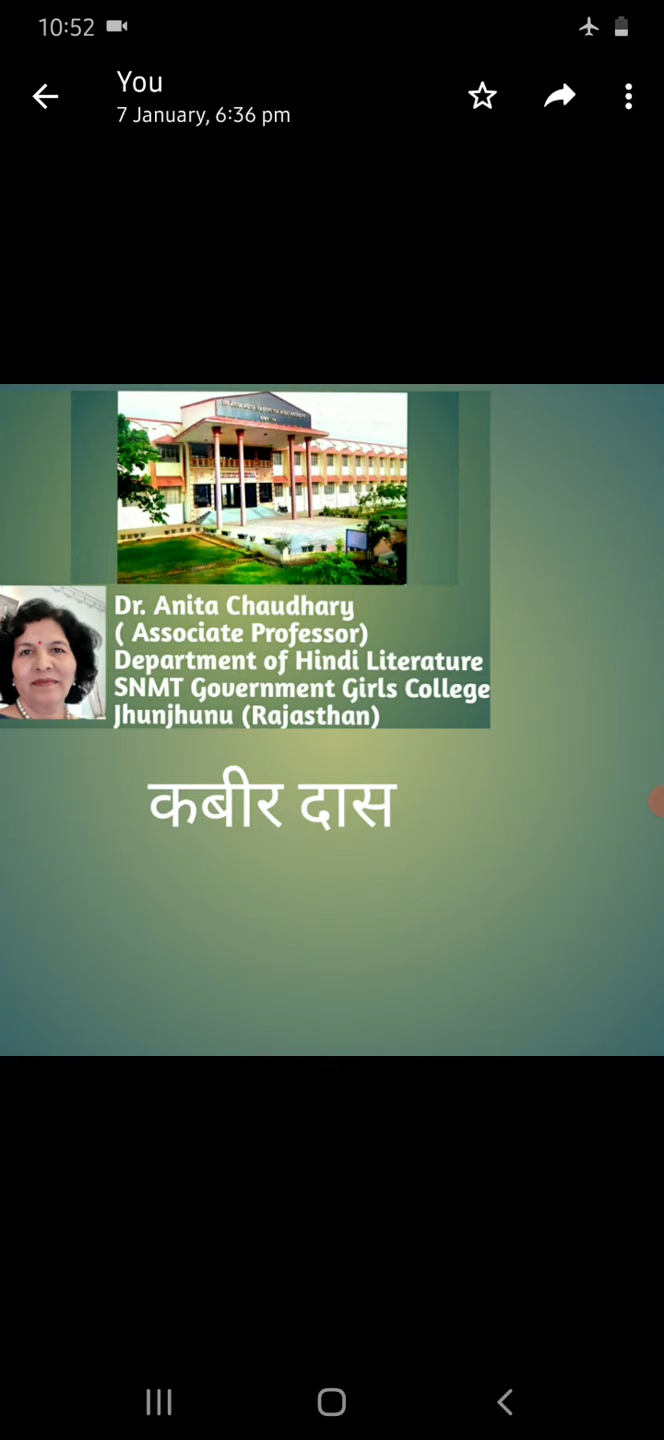 10:52
You
7 January, 6:36 pm
Dr. Anita Chaudhary
( Associate Professor)
Department of Hindi Literature
SNMT Government Girls College
Jhunjhunu (Rajasthan)
कबीर दास